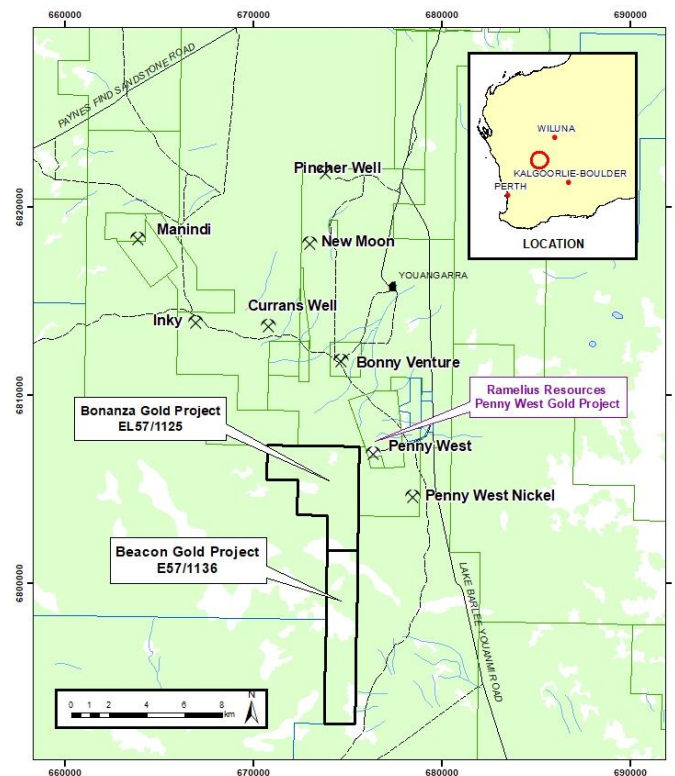 660000
670000
680000
690000
PAYNES FIND SANDSTONE ROAD
WILUNA
KALGOORLIE-BOULDER
PERTH
LOCATION
6820000
Pincher Well
Manindi
New Moon
YOUANGARRA
Currans Well
Inky
Bonny Venture
6810000
Ramelius Resources
Penny West Gold Project
Bonanza Gold Project
EL57/1125
Penny West
Penny West Nickel
Beacon Gold Project
E57/1136
6800000
LAKE BARLEE YOUANMI ROAD
0 1 2 4 6 8
km
N
660000
670000
680000
690000